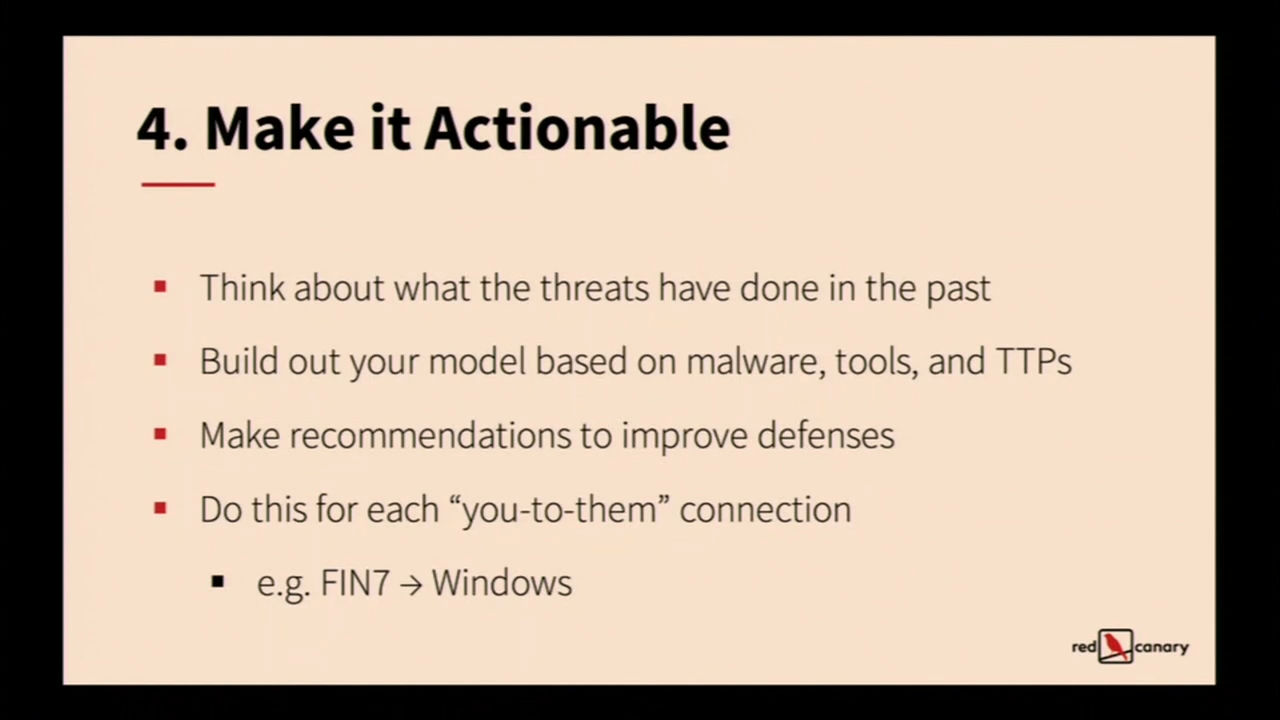 4. Make it Actionable
▪ Think about what the threats have done in the past
▪ Build out your model based on malware, tools, and TTPs
▪ Make recommendations to improve defenses
▪ Do this for each “you-to-them” connection
▪ e.g. FIN7 → Windows
red canary